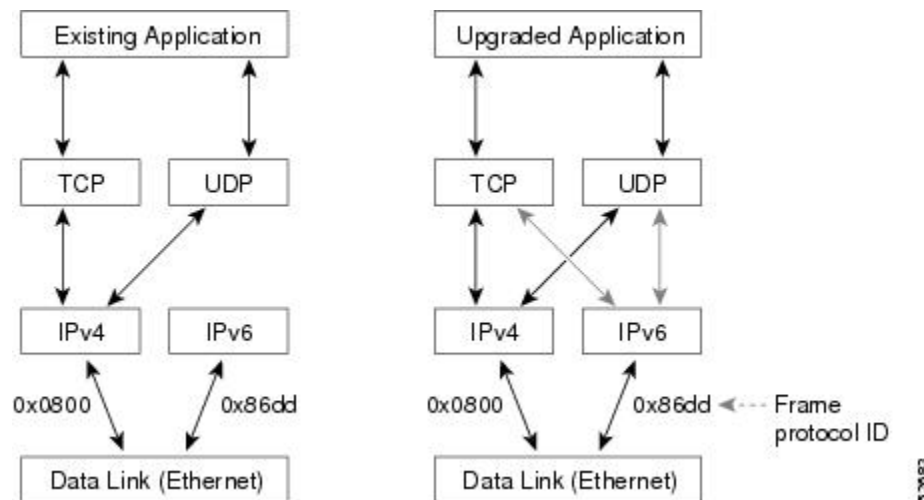 Existing Application
Upgraded Application
TCP
UDP
TCP
UDP
IPv4
IPv6
IPv4
IPv6
0x0800
0x86dd
0x0800
0x86dd
Frame
protocol ID
Data Link (Ethernet)
Data Link (Ethernet)